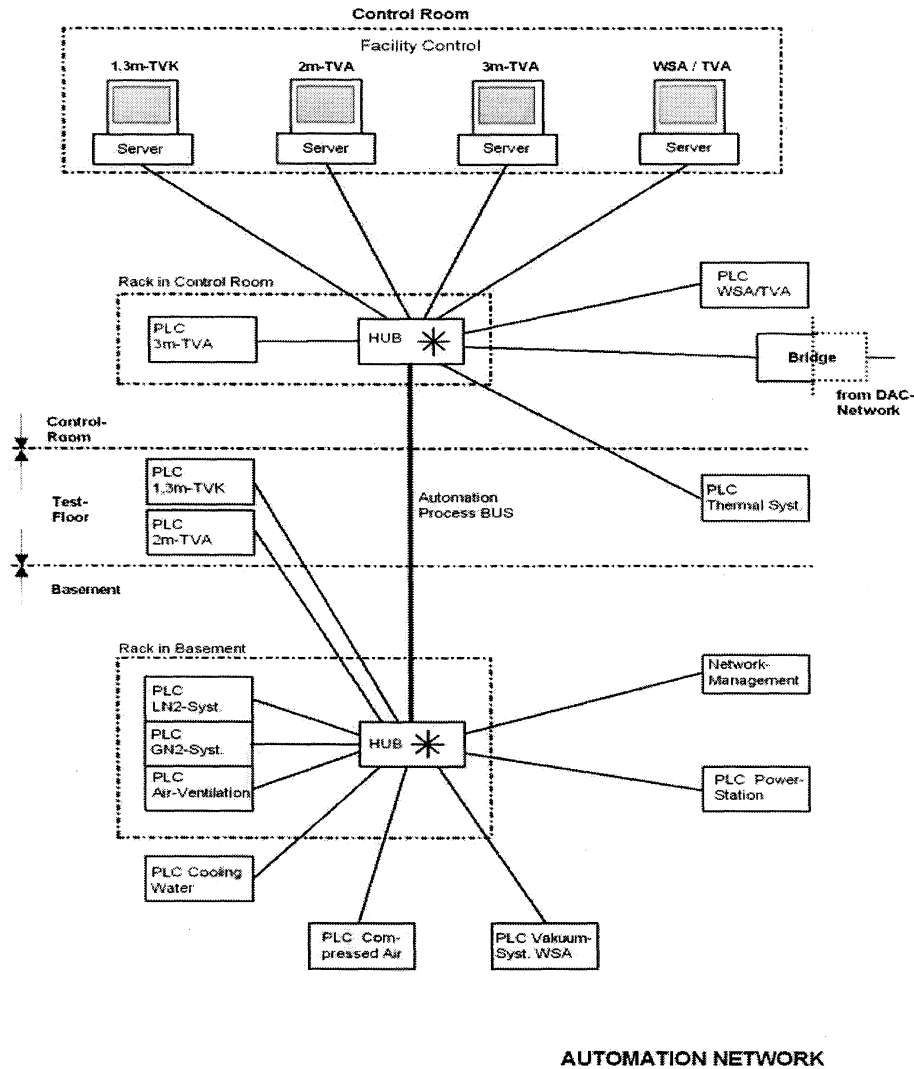 Control Room
Facility Control
1,3m-TVK
2m-TVA
3m-TVA
WSA / TVA
Server
Server
Server
Server
Rack in Control Room
PLC
3m-TVA
HUB
PLC
WSA/TVA
Bridge
from DAC-
Network
Control-
Room
Test-
Floor
Basement
PLC
1,3m-TVK
PLC
2m-TVA
Automation
Process BUS
PLC
Thermal Syst.
Rack in Basement
PLC
LN2-Syst.
PLC
GN2-Syst.
PLC
Air-Ventilation
HUB
Network-
Management
PLC Power-
Station
PLC Cooling
Water
PLC Com-
pressed Air
PLC Vakuum-
Syst. WSA
AUTOMATION NETWORK